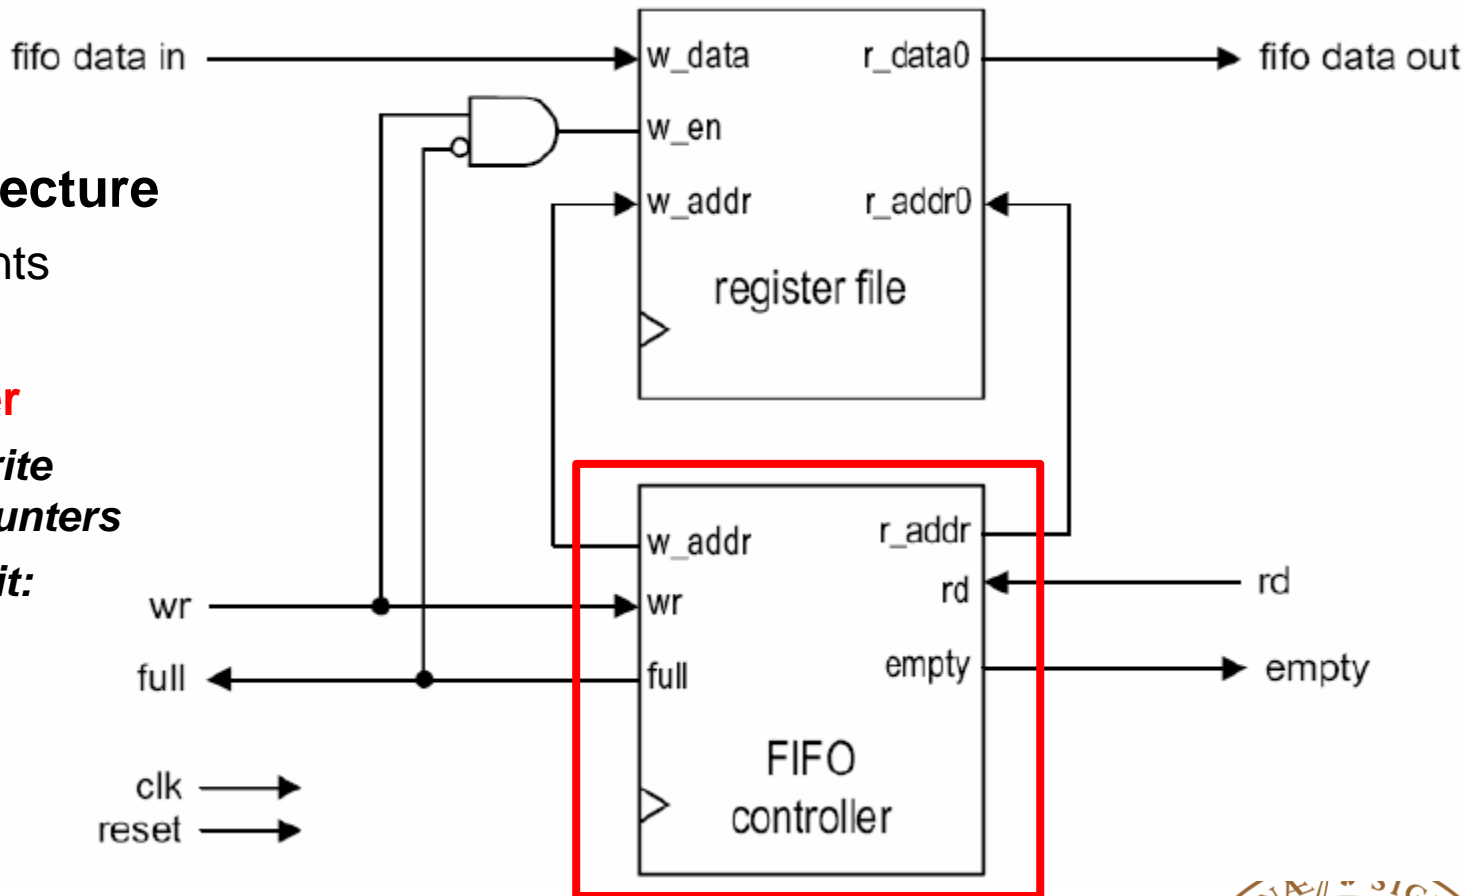 fifo data in
w_data
r_data0
fifo data out
w_en
ecture
w_addr
r_addr0
nts
register file
er
rite
unters
it:
w_addr
r_addr
wr
wr
rd
rd
full
full
empty
empty
FIFO
controller
clk
reset